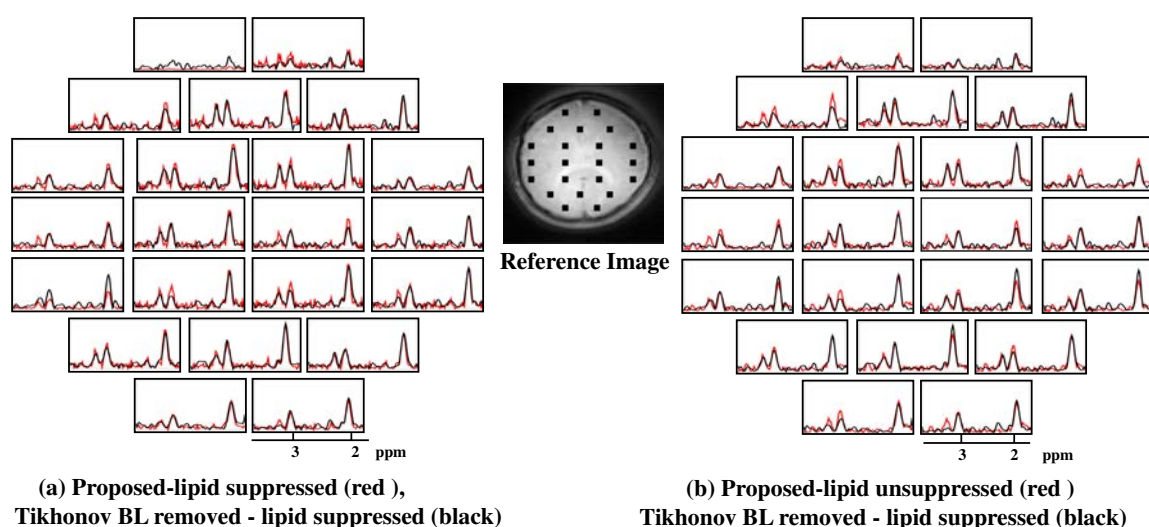 Reference Image
3 2 ppm
3 2 ppm
(a) Proposed-lipid suppressed (red ),
Tikhonov BL removed - lipid suppressed (black)
(b) Proposed-lipid unsuppressed (red )
Tikhonov BL removed - lipid suppressed (black)